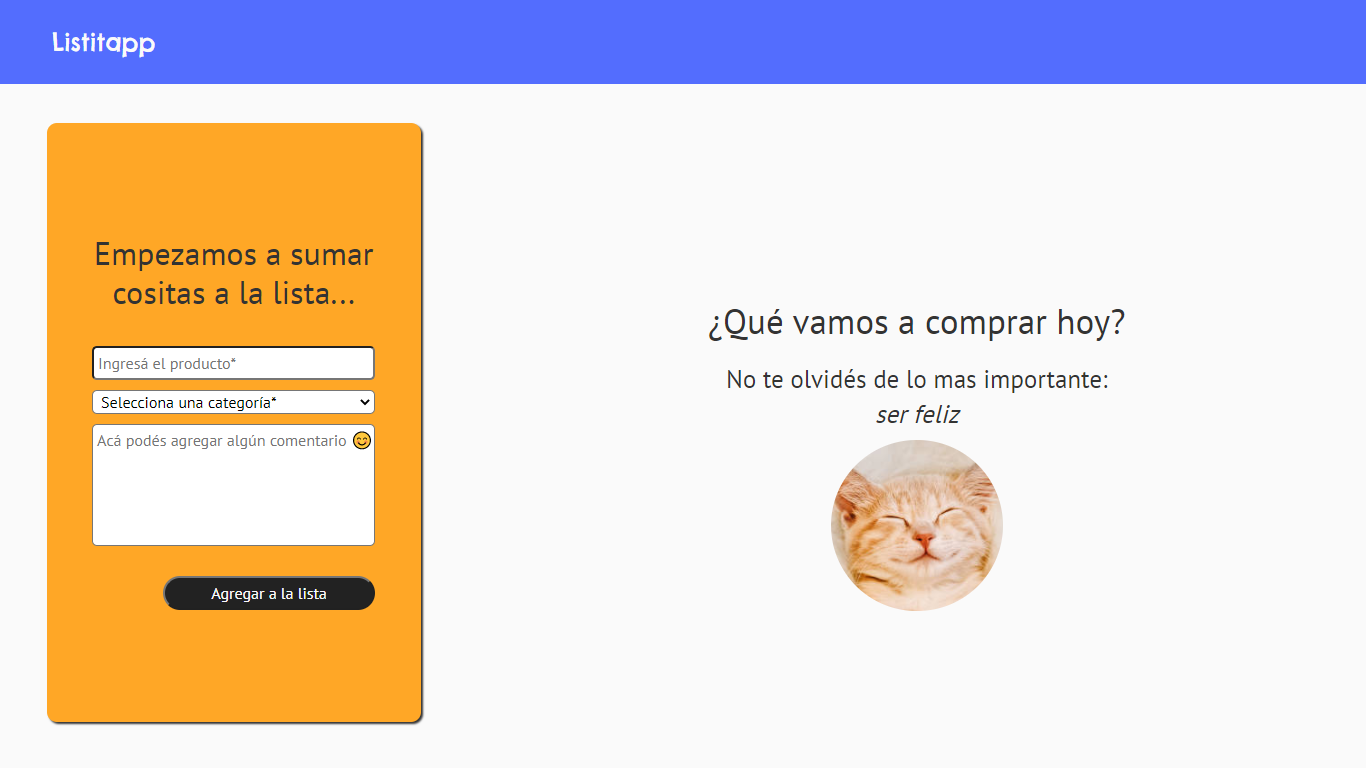 Listitapp
Empezamos a sumar
cositas a la lista...
Ingresá el producto*
Selecciona una categoría*
Acá podés agregar algún comentario 😊
Agregar a la lista
¿Qué vamos a comprar hoy?
No te olvidés de lo mas importante:
ser feliz